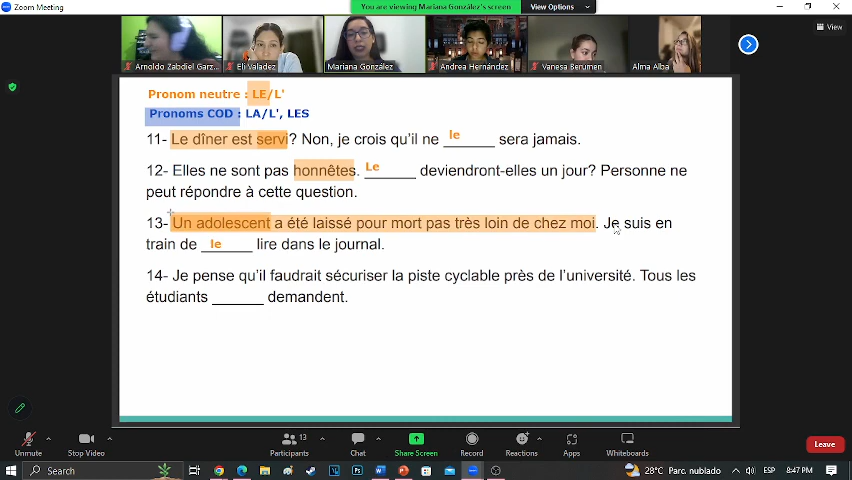 Zoom Meeting
You are viewing Mariana González's screen
View Options
View
Arnoldo Zabdiel Garz...
Eli Valadez
Mariana González
Andrea Hernández
Vanesa Berumen
Alma Alba
Pronom neutre : LE/L'
Pronoms COD : LA/L', LES
11- Le dîner est servi? Non, je crois qu'il ne le sera jamais.
12- Elles ne sont pas honnêtes. Le deviendront-elles un jour? Personne ne
peut répondre à cette question.
13- Un adolescent a été laissé pour mort pas très loin de chez moi. Je suis en
train de le lire dans le journal.
14- Je pense qu'il faudrait sécuriser la piste cyclable près de l'université. Tous les
étudiants ______ demandent.
Unmute
Stop Video
13
Participants
Chat
Share Screen
Record
Reactions
Apps
Whiteboards
Leave
Search
28°C Parc. nublado
ESP
8:47 PM